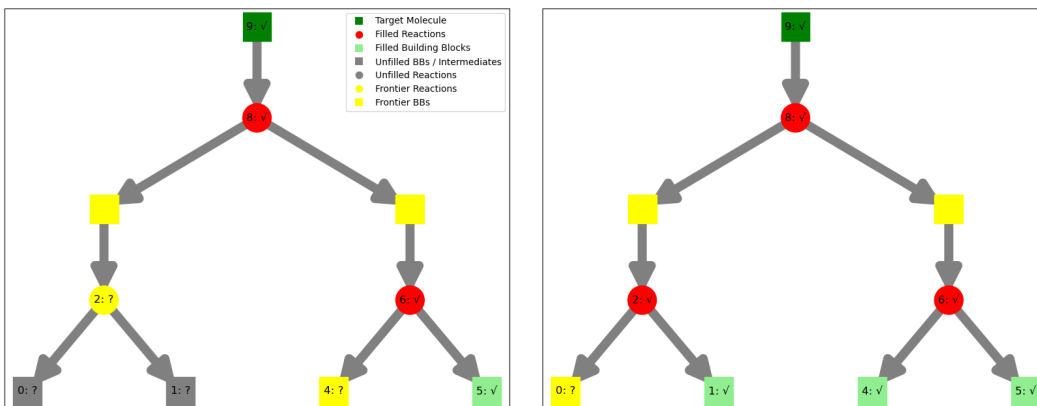 9: √
Target Molecule
Filled Reactions
Filled Building Blocks
Unfilled BBs / Intermediates
Unfilled Reactions
Frontier Reactions
Frontier BBs
8: √
2: ?
6: √
0: ?
1: ?
4: ?
5: √
9: √
8: √
2: √
6: √
0: ?
1: √
4: √
5: √